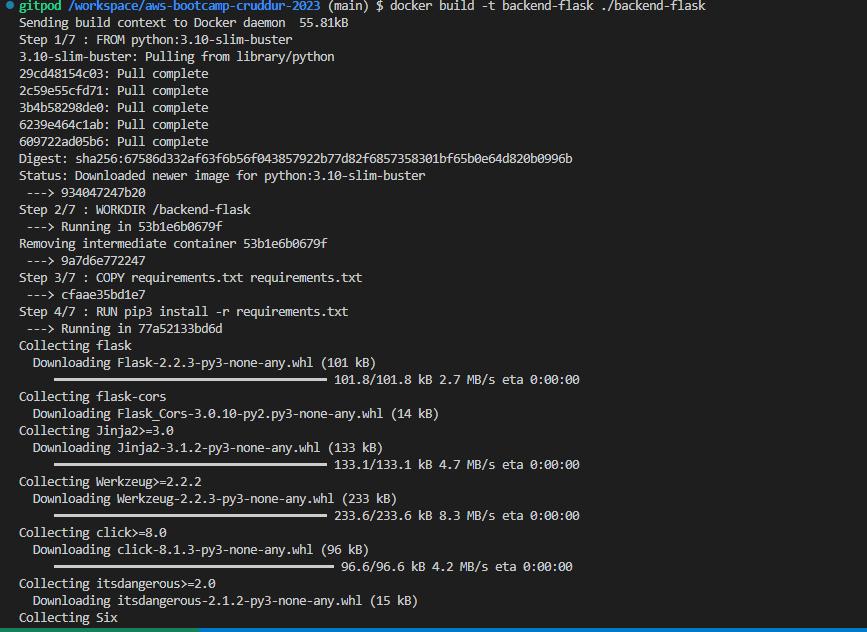 gitpod /workspace/aws-bootcamp-cruddur-2023 (main) $ docker build -t backend-flask ./backend-flask
Sending build context to Docker daemon  55.81kB
Step 1/7 : FROM python:3.10-slim-buster
3.10-slim-buster: Pulling from library/python
29cd48154c03: Pull complete
2c59e55cfd71: Pull complete
3b4b58298de0: Pull complete
6239e464c1ab: Pull complete
609722ad05b6: Pull complete
Digest: sha256:67586d332af63f6b56f043857922b77d82f6857358301bf65b0e64d820b0996b
Status: Downloaded newer image for python:3.10-slim-buster
 ---> 934047247b20
Step 2/7 : WORKDIR /backend-flask
 ---> Running in 53b1e6b0679f
Removing intermediate container 53b1e6b0679f
 ---> 9a7d6e772247
Step 3/7 : COPY requirements.txt requirements.txt
 ---> cfaae35bd1e7
Step 4/7 : RUN pip3 install -r requirements.txt
 ---> Running in 77a52133bd6d
Collecting flask
  Downloading Flask-2.2.3-py3-none-any.whl (101 kB)
101.8/101.8 kB 2.7 MB/s eta 0:00:00
Collecting flask-cors
  Downloading Flask_Cors-3.0.10-py2.py3-none-any.whl (14 kB)
Collecting Jinja2>=3.0
  Downloading Jinja2-3.1.2-py3-none-any.whl (133 kB)
133.1/133.1 kB 4.7 MB/s eta 0:00:00
Collecting Werkzeug>=2.2.2
  Downloading Werkzeug-2.2.3-py3-none-any.whl (233 kB)
233.6/233.6 kB 8.3 MB/s eta 0:00:00
Collecting click>=8.0
  Downloading click-8.1.3-py3-none-any.whl (96 kB)
96.6/96.6 kB 4.2 MB/s eta 0:00:00
Collecting itsdangerous>=2.0
  Downloading itsdangerous-2.1.2-py3-none-any.whl (15 kB)
Collecting Six